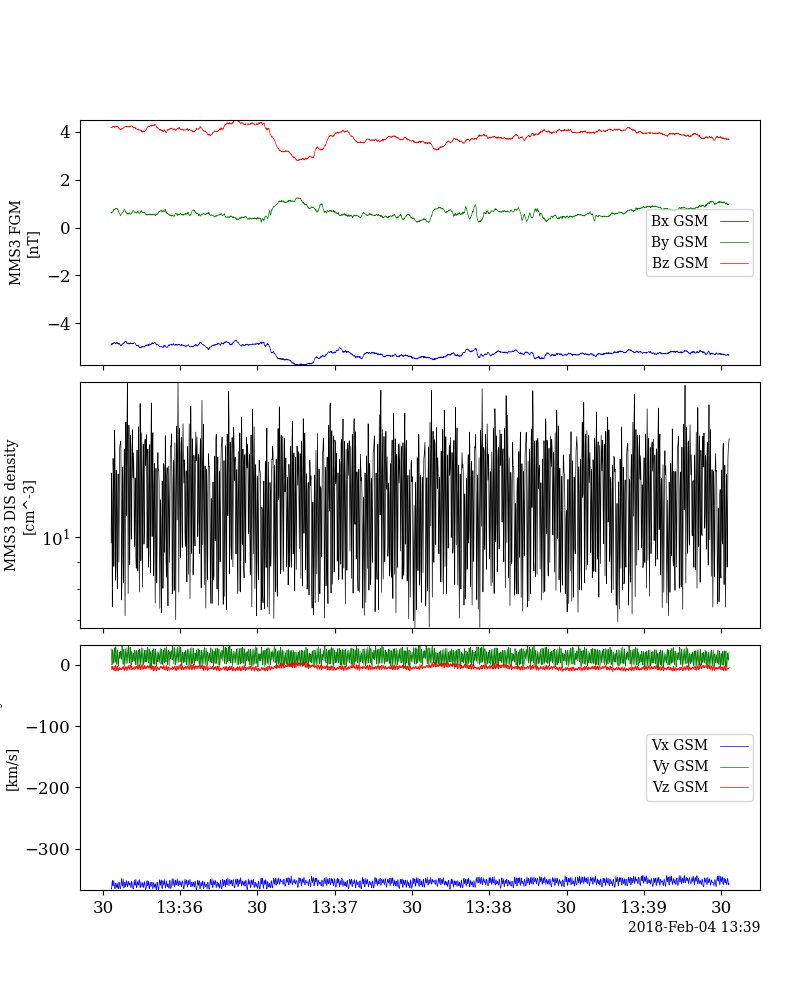 4
2
0
−2
−4
MMS3 FGM
[nT]
Bx GSM
By GSM
Bz GSM
10^1
MMS3 DIS density
[cm^-3]
0
−100
−200
−300
[km/s]
Vx GSM
Vy GSM
Vz GSM
30 13:36 30 13:37 30 13:38 30 13:39 30
2018-Feb-04 13:39